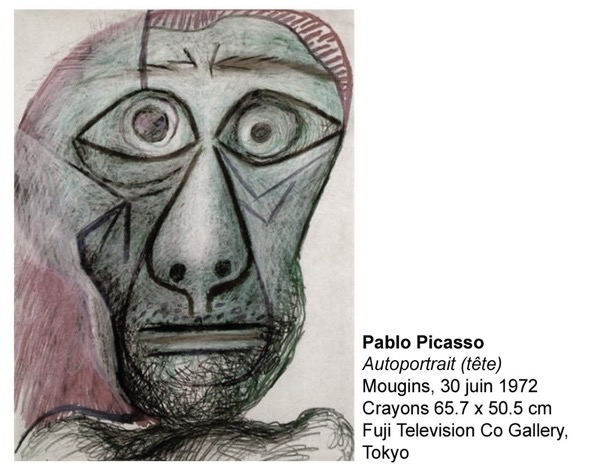 Pablo Picasso
Autoportrait (tête)
Mougins, 30 juin 1972
Crayons 65.7 x 50.5 cm
Fuji Television Co Gallery,
Tokyo